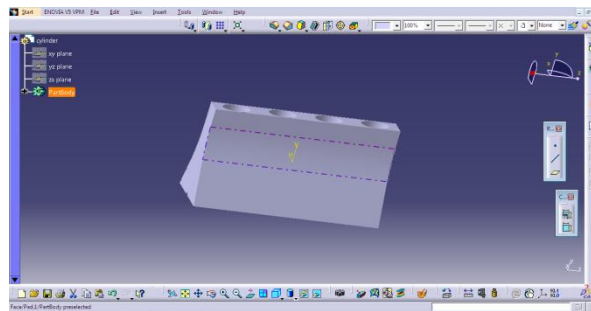 Start ENOVIA V5 VPM File Edit View Insert Tools Window Help
100% None
cylinder
xy plane
yz plane
zx plane
PartBody
Face/Pad.1/PartBody preselected